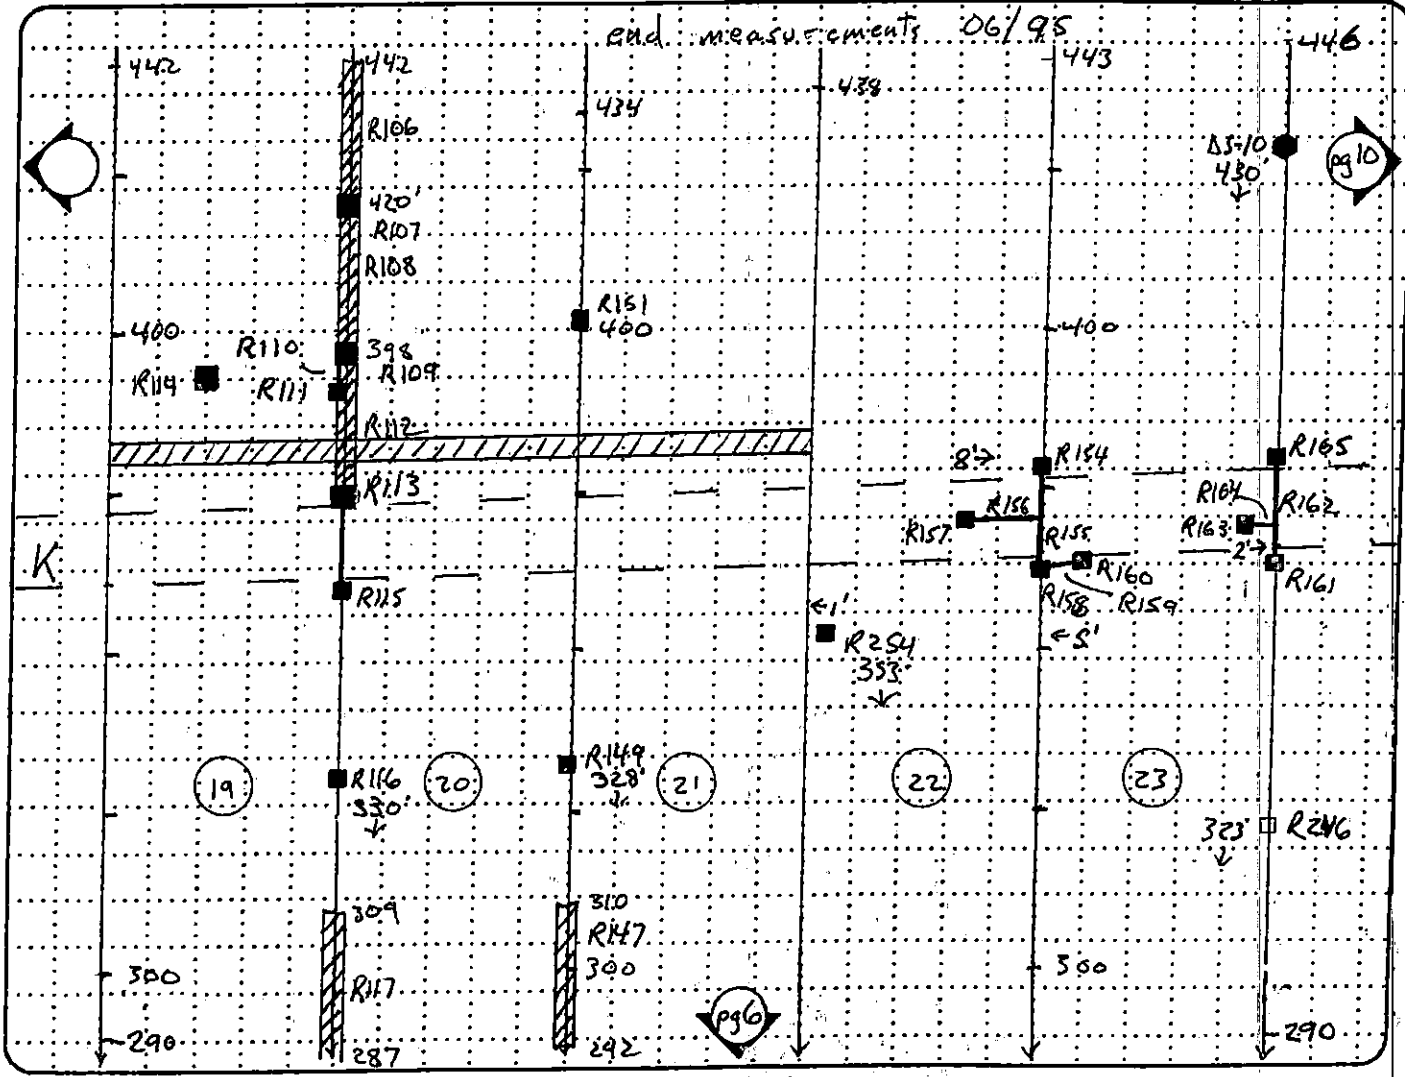 end measurements 06/95
442
442
434
438
443
446
R106
DS-10
430'
pg10
420'
R107
R108
R151
400
400
400
R110
398
R109
R114
R111
R112
8'→
R154
R165
R113
R164
R162
R157
R156
R155
R163
2'→
K
R115
R160
R161
R158
R159
←1'
←5'
R254
353'
R149
328'
19
R116
330'
20
21
22
23
323'
R246
309
310
R147
300
300
300
R117
pg6
290
287
292
290